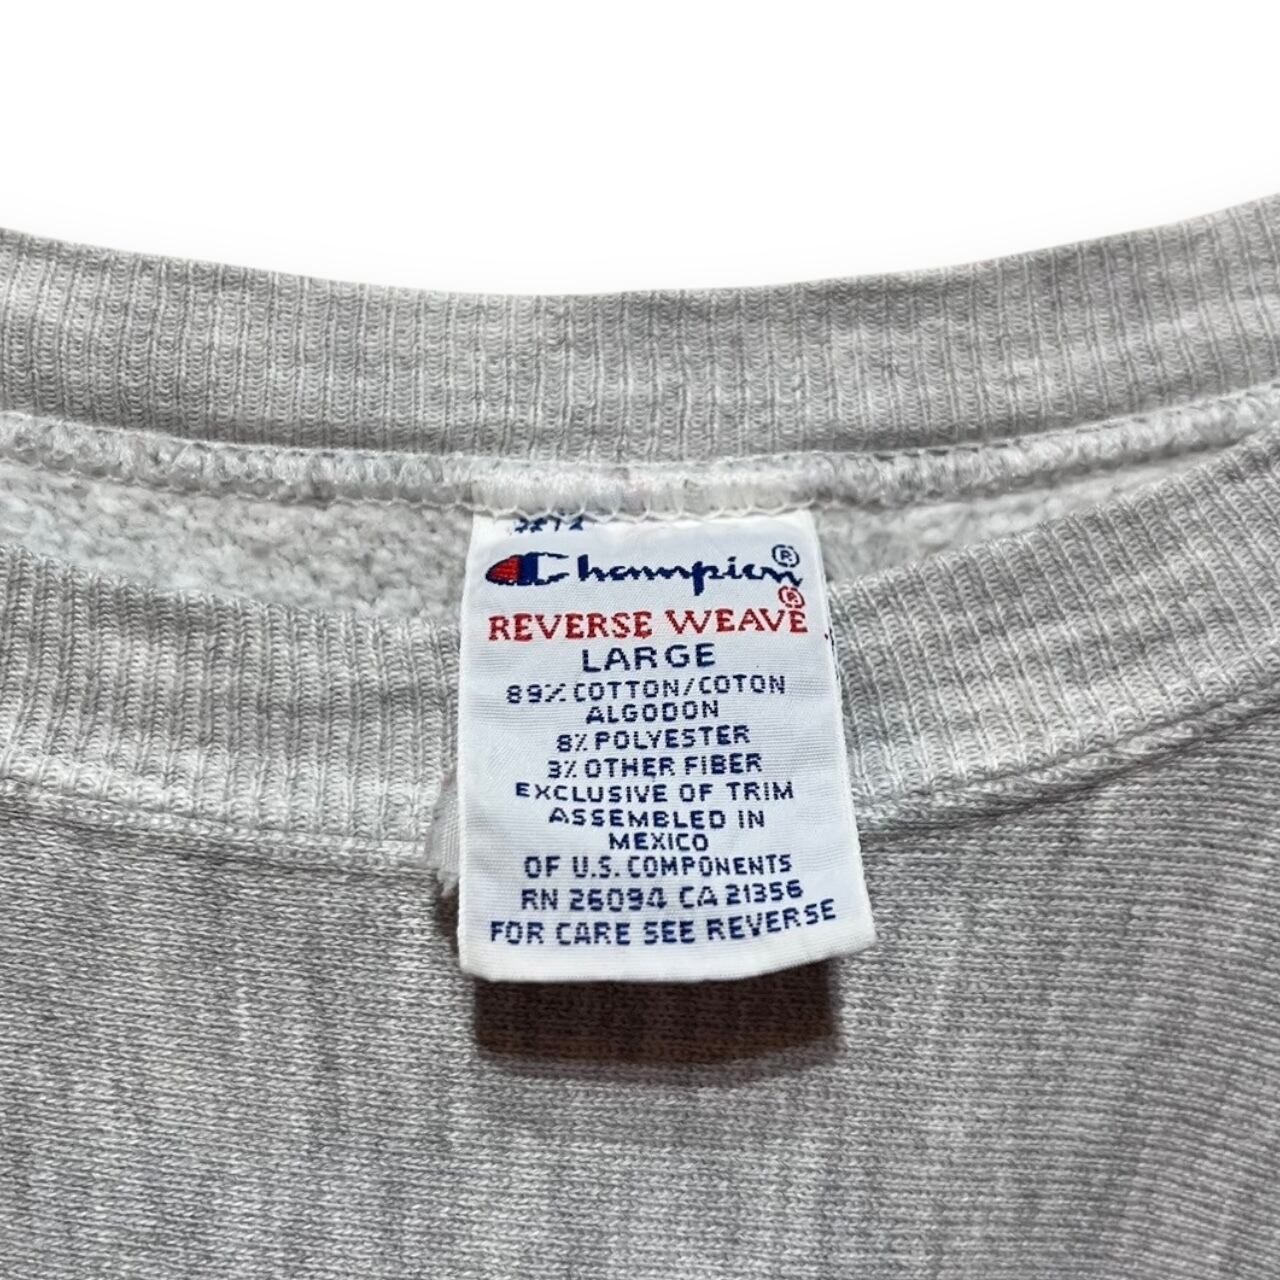 Champion®
REVERSE WEAVE®
LARGE
89% COTTON/COTON
ALGODON
8% POLYESTER
3% OTHER FIBER
EXCLUSIVE OF TRIM
ASSEMBLED IN
MEXICO
OF U.S. COMPONENTS
RN 26094 CA 21356
FOR CARE SEE REVERSE